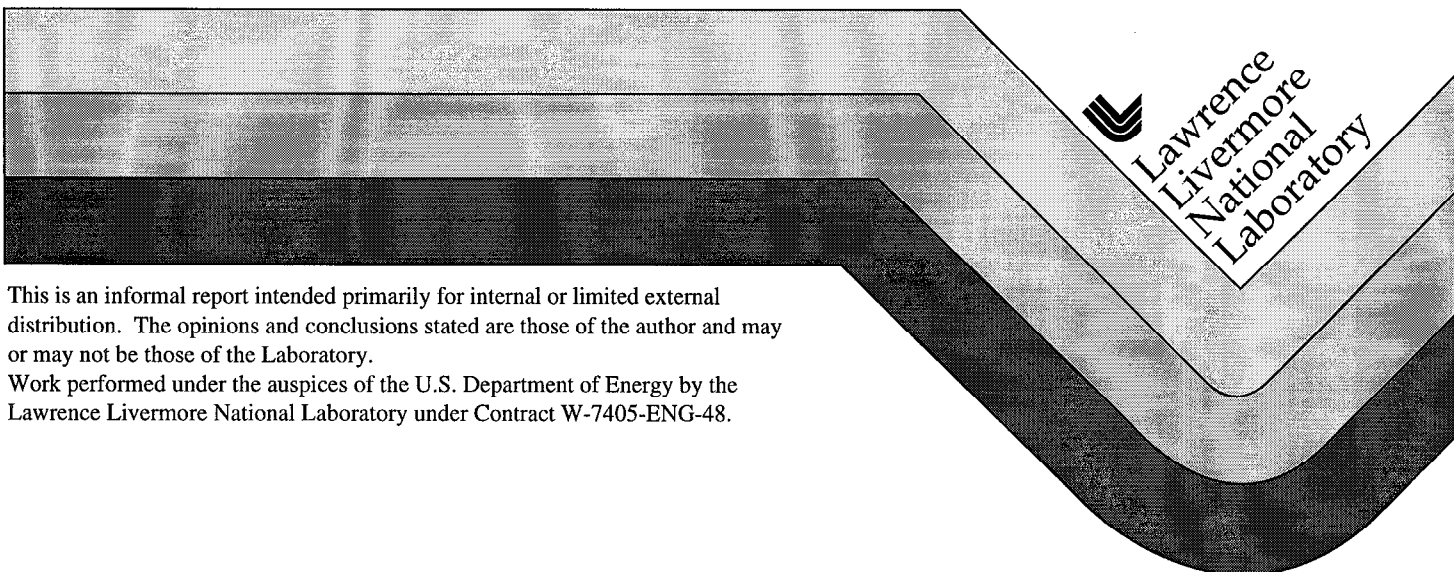 Lawrence
Livermore
National
Laboratory
This is an informal report intended primarily for internal or limited external
distribution. The opinions and conclusions stated are those of the author and may
or may not be those of the Laboratory.
Work performed under the auspices of the U.S. Department of Energy by the
Lawrence Livermore National Laboratory under Contract W-7405-ENG-48.